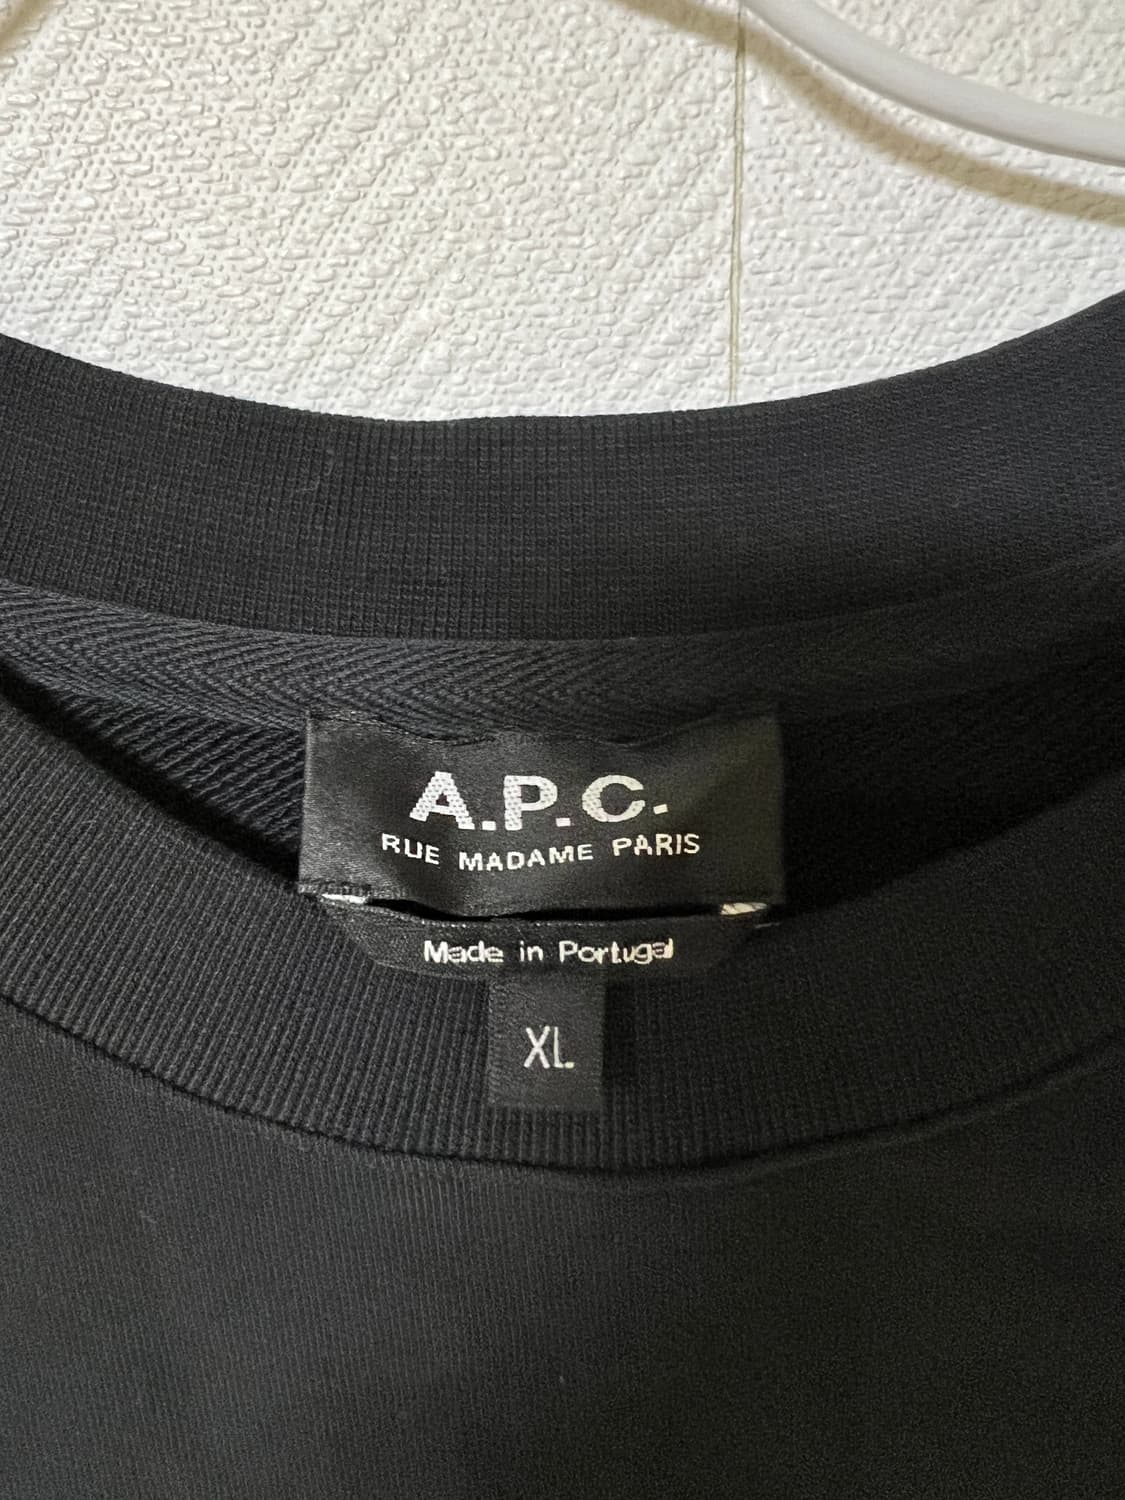 A.P.C.
RUE MADAME PARIS
Made in Portugal
XL